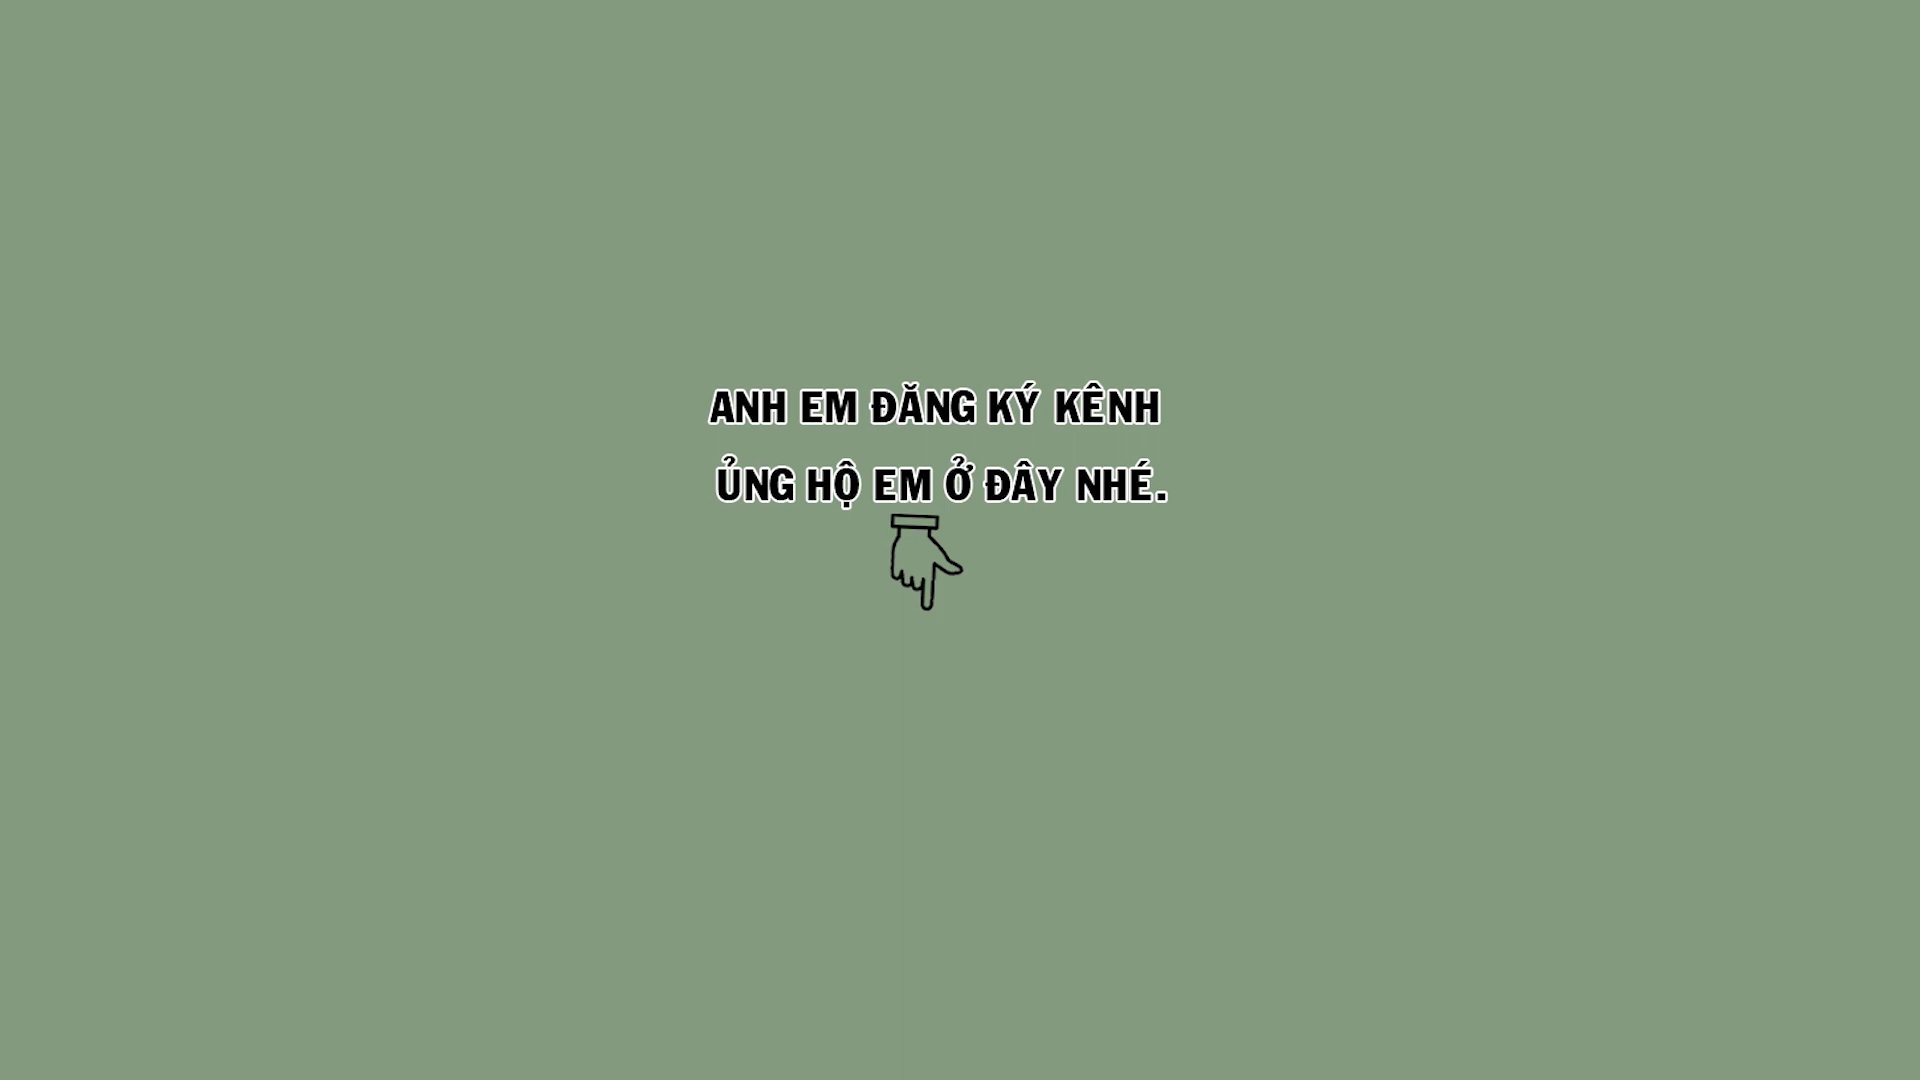 ANH EM ĐĂNG KÝ KÊNH
ỦNG HỘ EM Ở ĐÂY NHÉ.